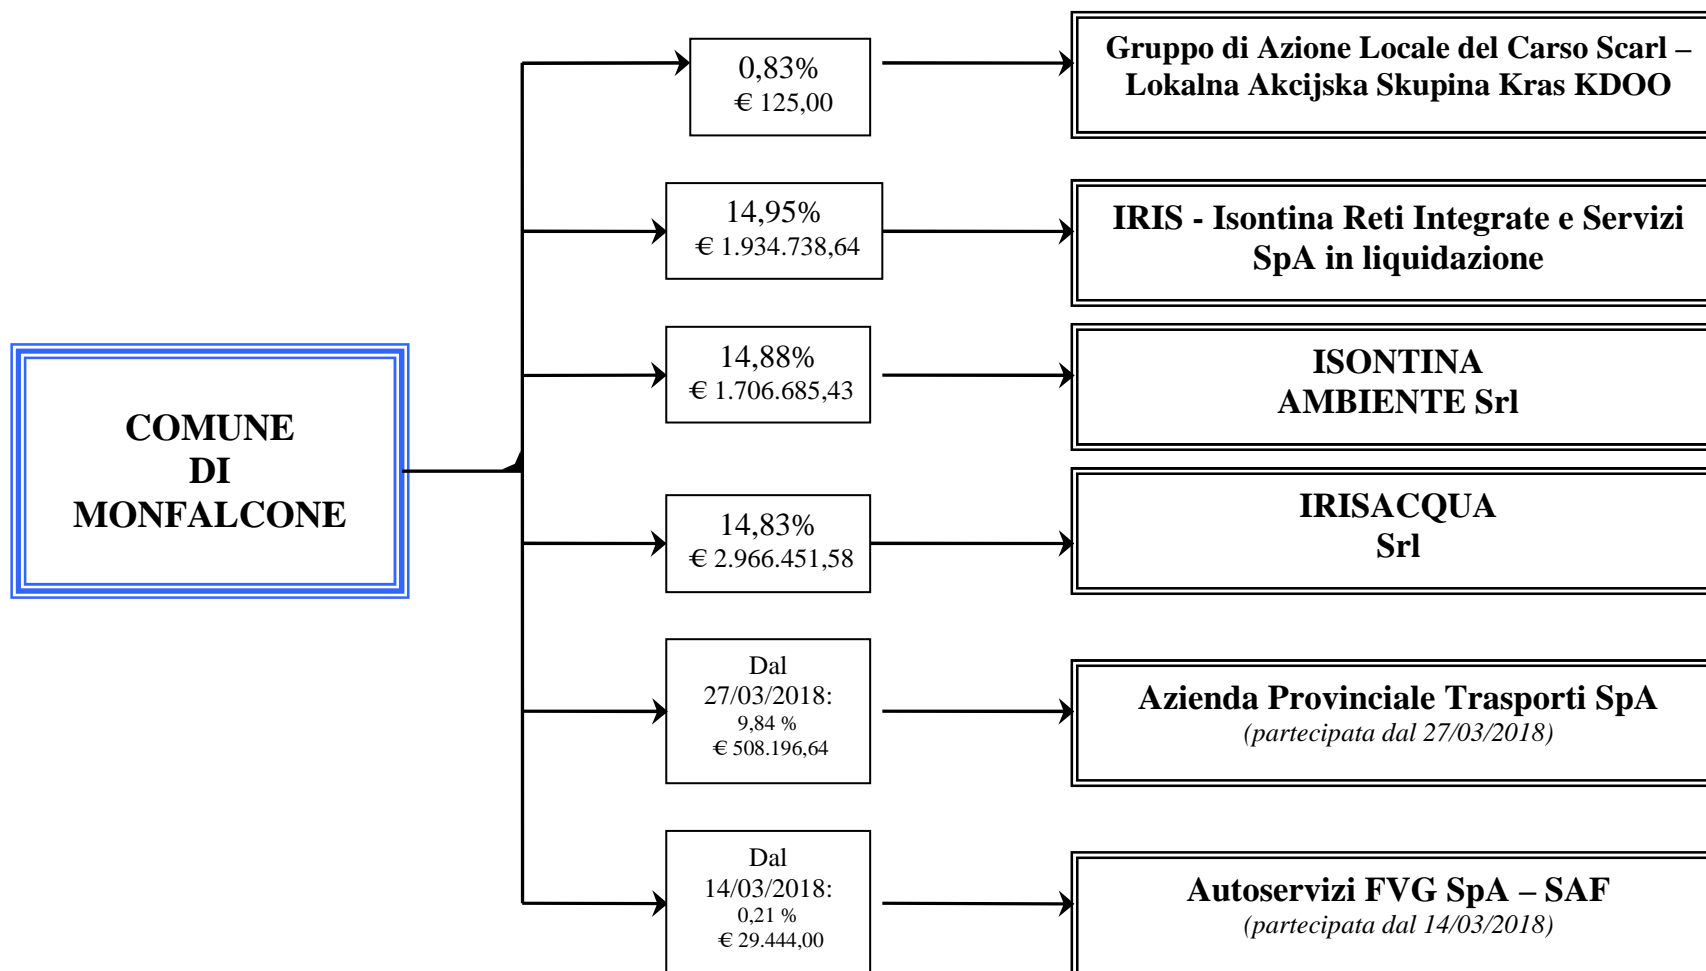 0,83%
€ 125,00
Gruppo di Azione Locale del Carso Scarl –
Lokalna Akcijska Skupina Kras KDOO
14,95%
€ 1.934.738,64
IRIS - Isontina Reti Integrate e Servizi
SpA in liquidazione
14,88%
€ 1.706.685,43
ISONTINA
AMBIENTE Srl
COMUNE
DI
MONFALCONE
14,83%
€ 2.966.451,58
IRISACQUA
Srl
Dal
27/03/2018:
9,84 %
€ 508.196,64
Azienda Provinciale Trasporti SpA
(partecipata dal 27/03/2018)
Dal
14/03/2018:
0,21 %
€ 29.444,00
Autoservizi FVG SpA – SAF
(partecipata dal 14/03/2018)